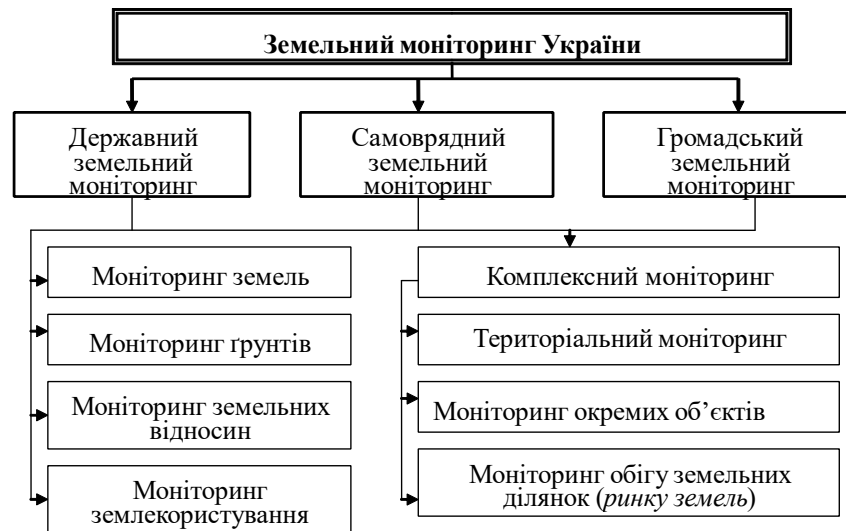 Земельний моніторинг України
Державний
земельний
моніторинг
Самоврядний
земельний
моніторинг
Громадський
земельний
моніторинг
Моніторинг земель
Моніторинг ґрунтів
Моніторинг земельних
відносин
Моніторинг
землекористування
Комплексний моніторинг
Територіальний моніторинг
Моніторинг окремих об’єктів
Моніторинг обігу земельних
ділянок (ринку земель)